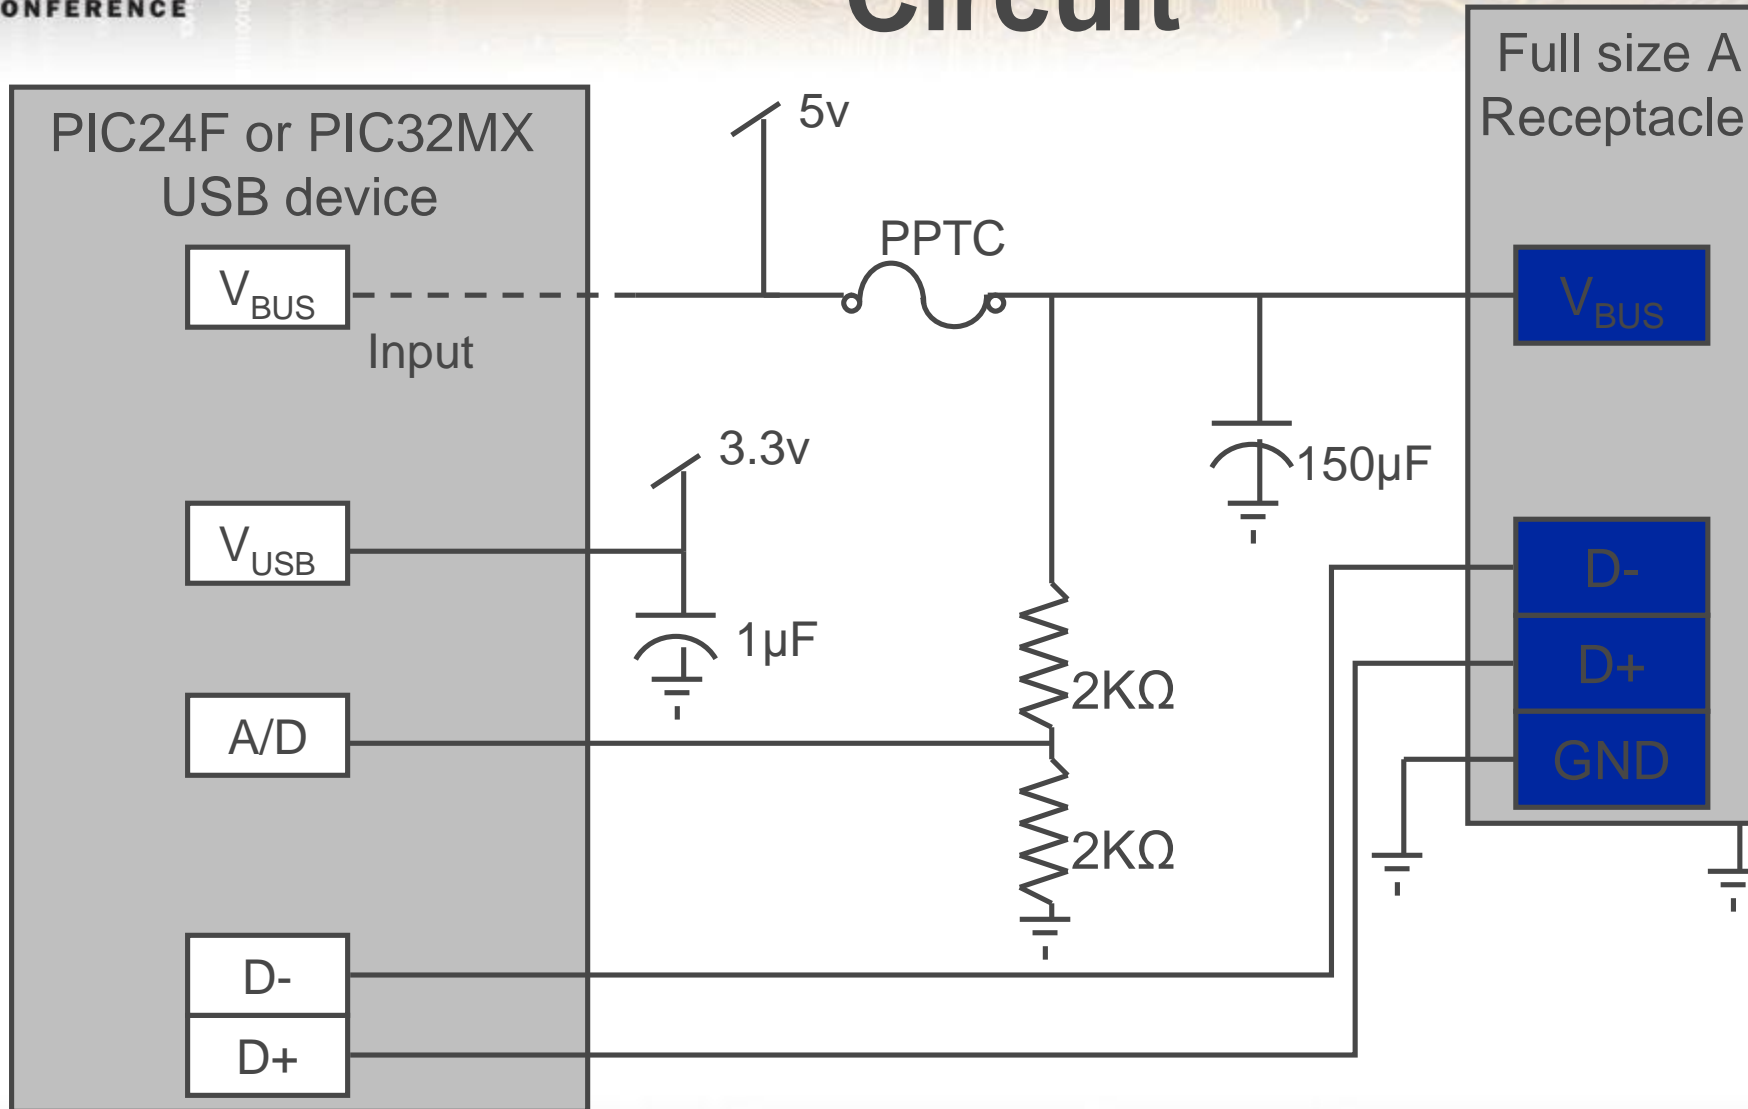 ONFERENCE
Circuit
Full size A
Receptacle
PIC24F or PIC32MX
USB device
5v
PPTC
VBUS
Input
VBUS
3.3v
150µF
VUSB
1µF
D-
D+
GND
A/D
2KΩ
2KΩ
D-
D+